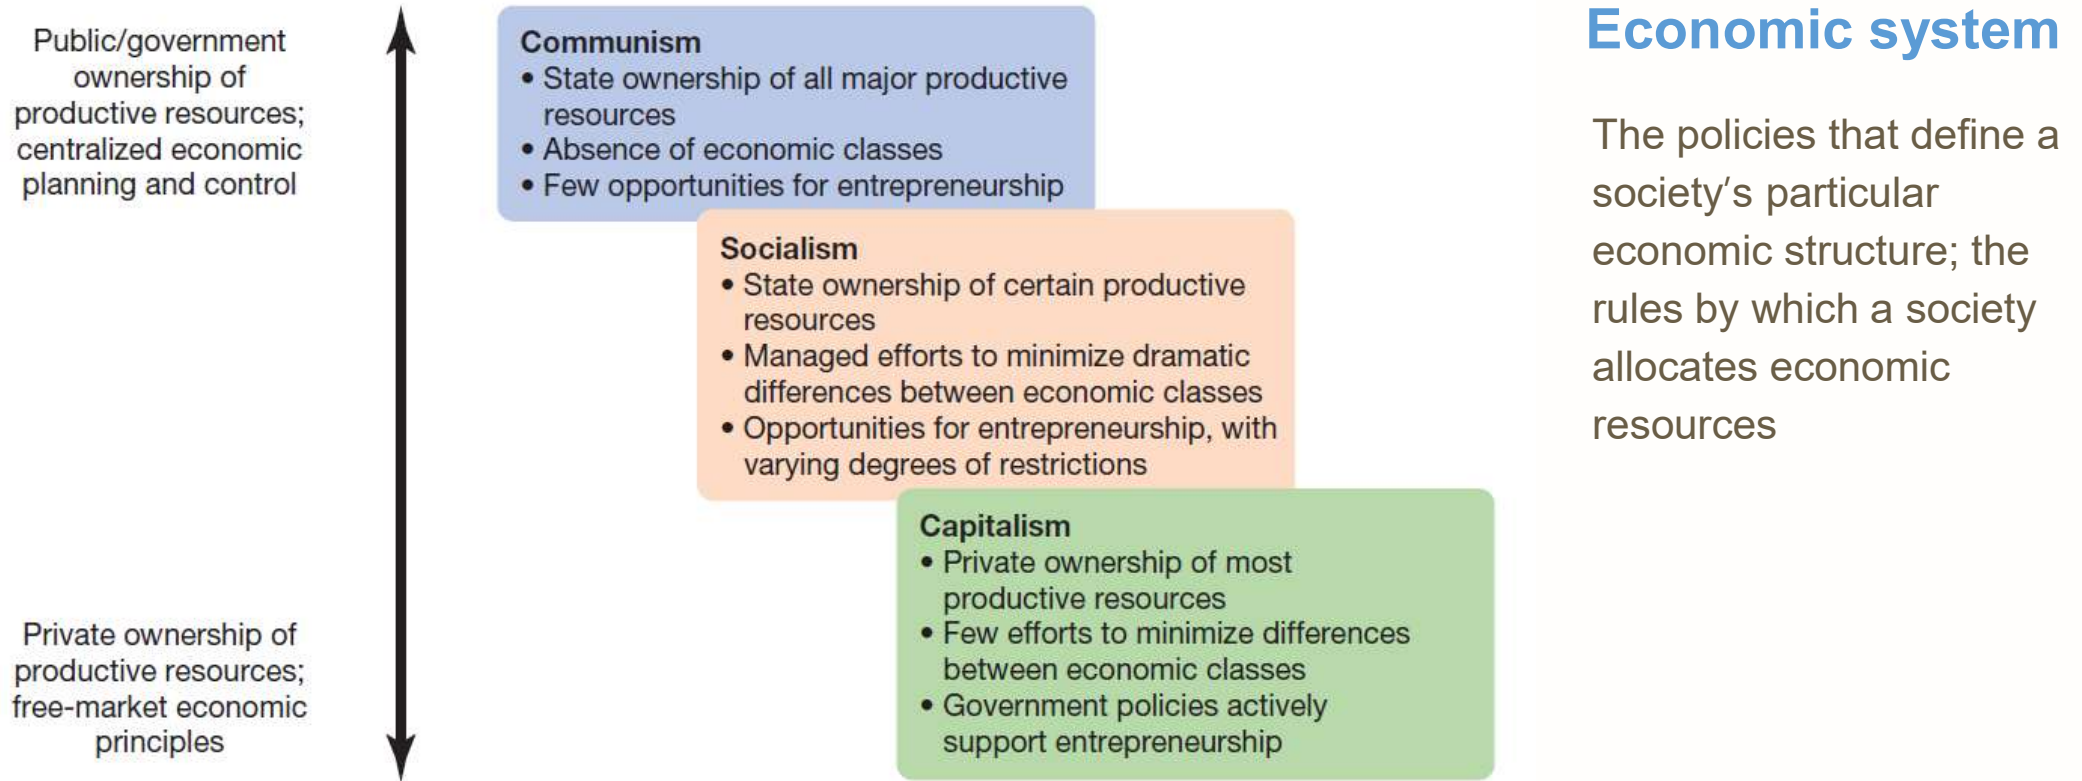 Public/government
ownership of
productive resources;
centralized economic
planning and control
Private ownership of
productive resources;
free-market economic
principles
Communism
• State ownership of all major productive
resources
• Absence of economic classes
• Few opportunities for entrepreneurship
Socialism
• State ownership of certain productive
resources
• Managed efforts to minimize dramatic
differences between economic classes
• Opportunities for entrepreneurship, with
varying degrees of restrictions
Capitalism
• Private ownership of most
productive resources
• Few efforts to minimize differences
between economic classes
• Government policies actively
support entrepreneurship
Economic system
The policies that define a
society′s particular
economic structure; the
rules by which a society
allocates economic
resources